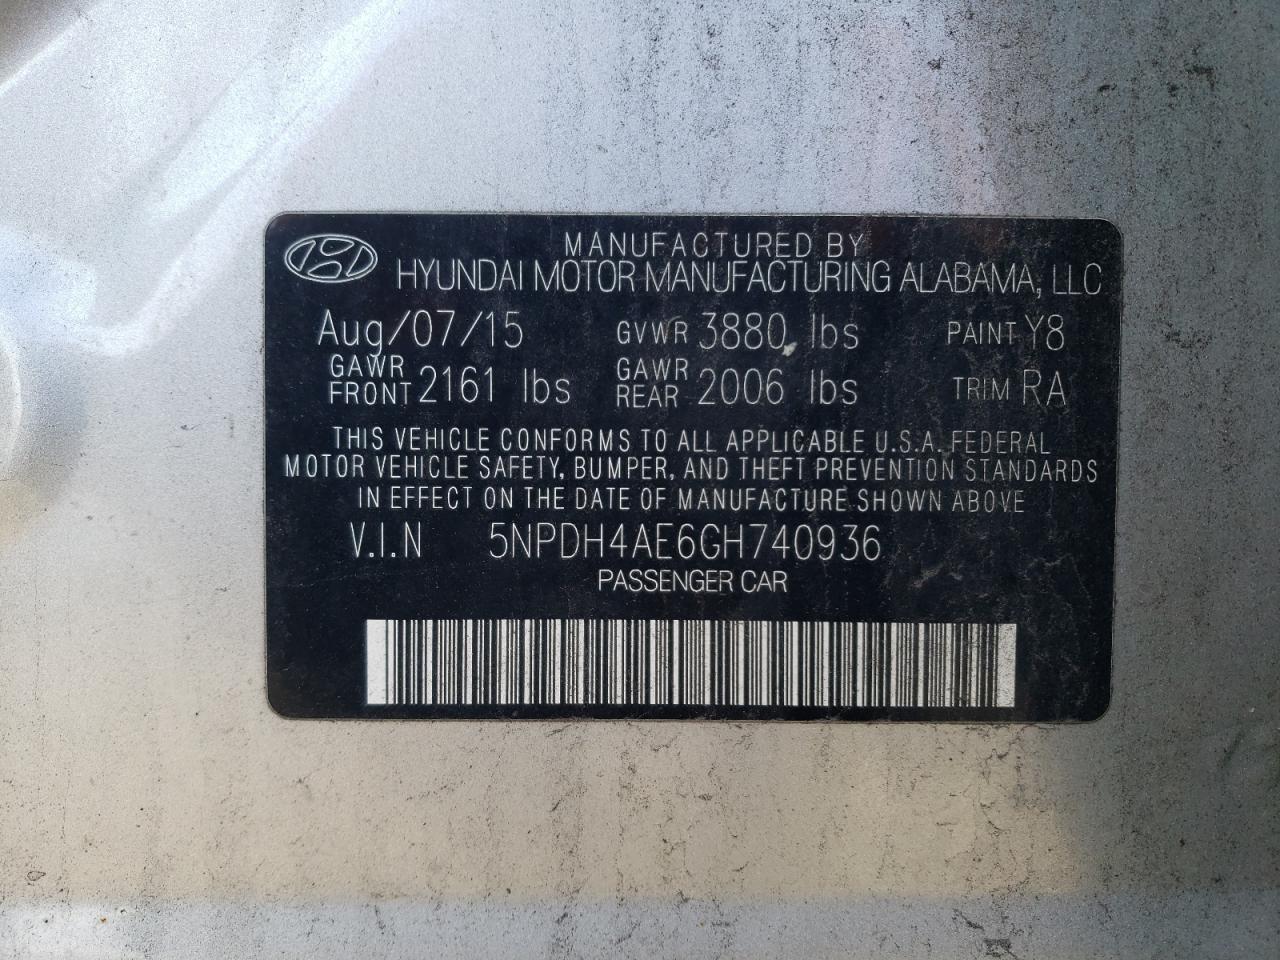 MANUFACTURED BY
HYUNDAI MOTOR MANUFACTURING ALABAMA, LLC
Aug/07/15 GVWR 3880 lbs PAINT Y8
GAWR FRONT 2161 lbs GAWR REAR 2006 lbs TRIM RA
THIS VEHICLE CONFORMS TO ALL APPLICABLE U.S.A. FEDERAL
MOTOR VEHICLE SAFETY, BUMPER, AND THEFT PREVENTION STANDARDS
IN EFFECT ON THE DATE OF MANUFACTURE SHOWN ABOVE
V.I.N 5NPDH4AE6GH740936
PASSENGER CAR